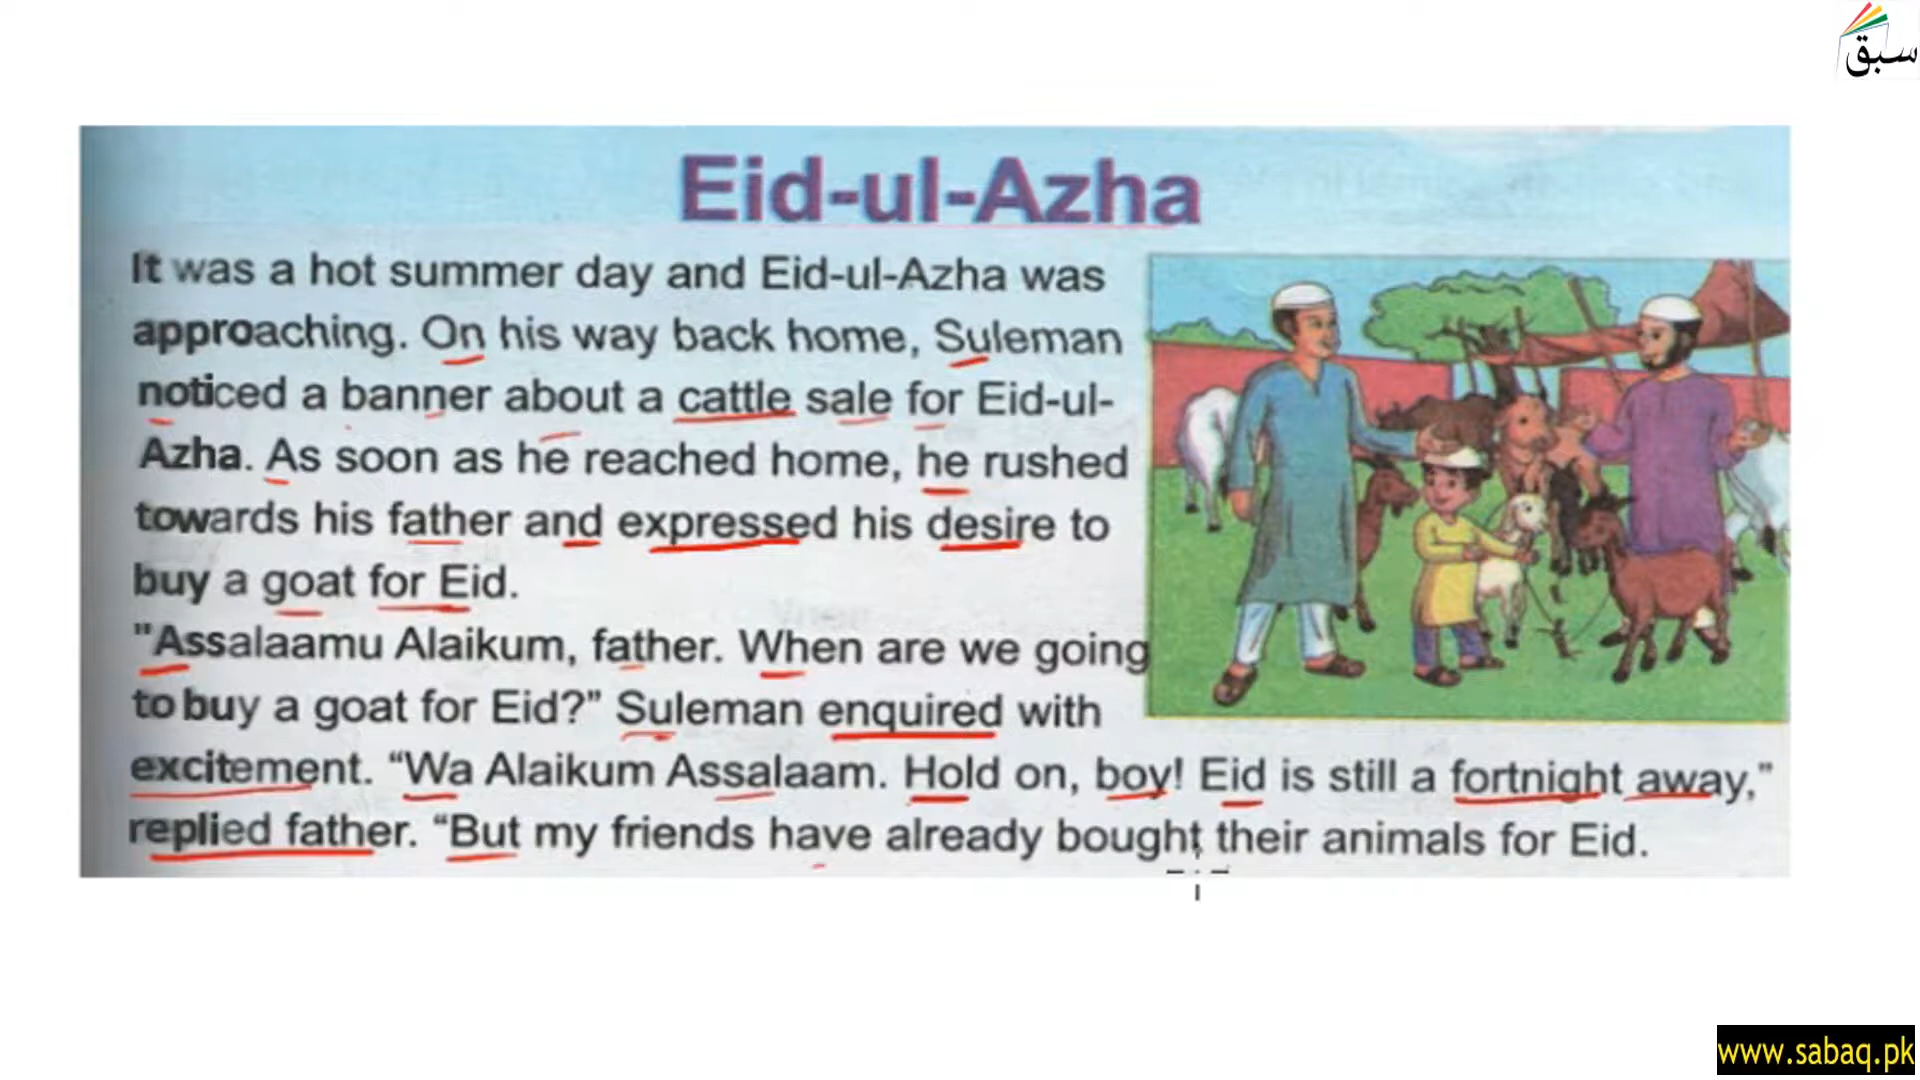 سبق
Eid-ul-Azha
It was a hot summer day and Eid-ul-Azha was
approaching. On his way back home, Suleman
noticed a banner about a cattle sale for Eid-ul-
Azha. As soon as he reached home, he rushed
towards his father and expressed his desire to
buy a goat for Eid.
"Assalaamu Alaikum, father. When are we going
to buy a goat for Eid?” Suleman enquired with
excitement. “Wa Alaikum Assalaam. Hold on, boy! Eid is still a fortnight away,”
replied father. “But my friends have already bought their animals for Eid.
www.sabaq.pk